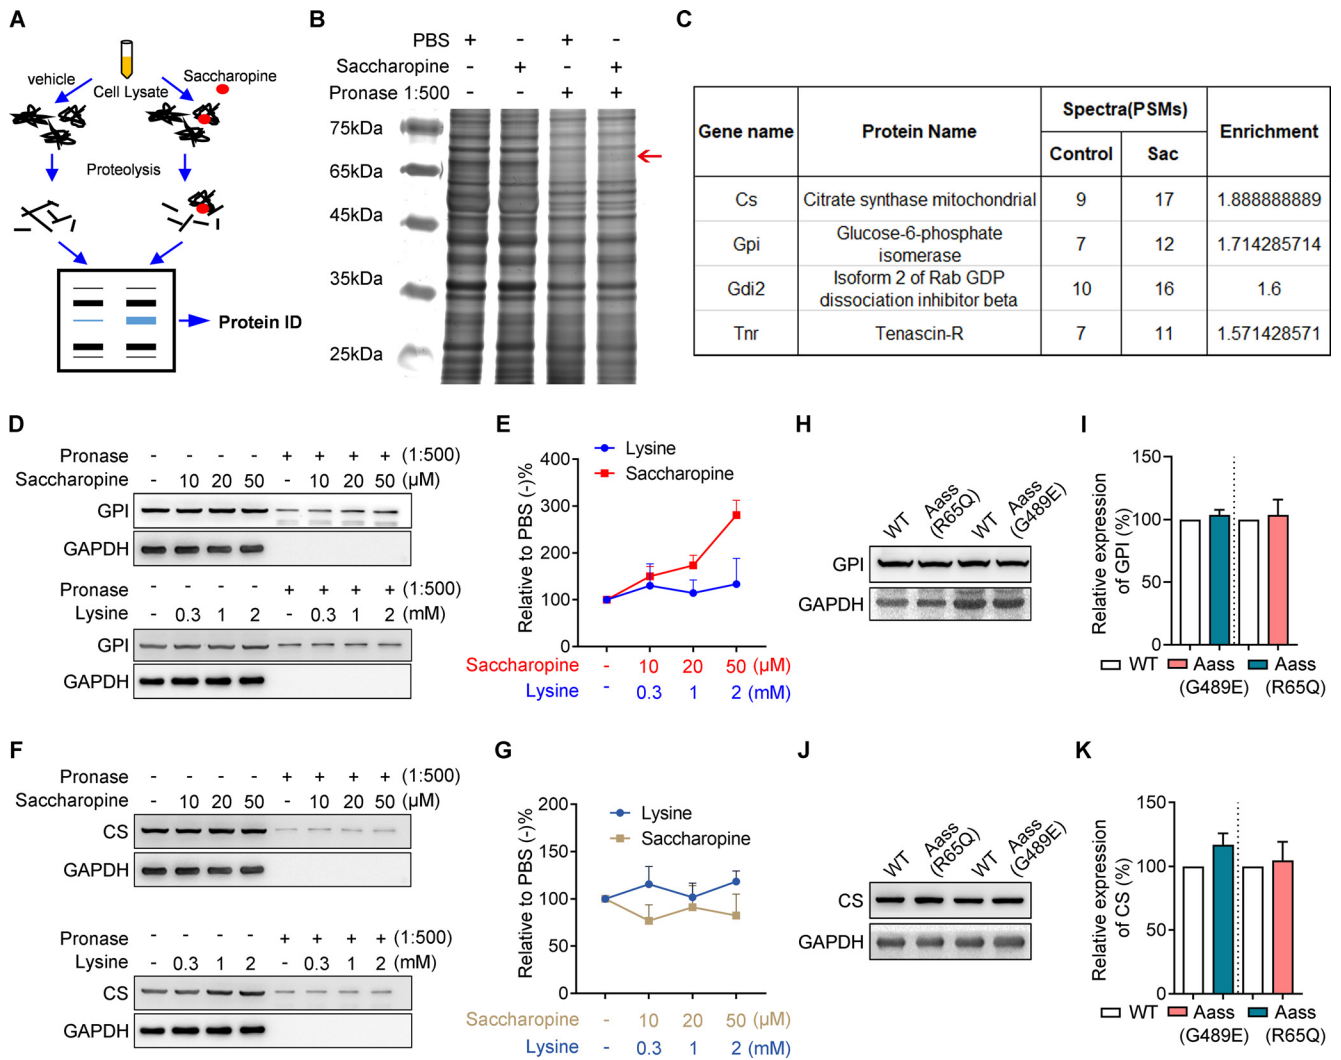 A
vehicle
Cell Lysate
Saccharopine
Proteolysis
Protein ID
B
PBS + - + -
Saccharopine - + - +
Pronase 1:500 - - + +
75kDa
65kDa
45kDa
35kDa
25kDa
C
Gene name Protein Name Spectra(PSMs) Enrichment
Control Sac
Cs Citrate synthase mitochondrial 9 17 1.888888889
Gpi Glucose-6-phosphate isomerase 7 12 1.714285714
Gdi2 Isoform 2 of Rab GDP dissociation inhibitor beta 10 16 1.6
Tnr Tenascin-R 7 11 1.571428571
D
Pronase - - - - + + + + (1:500)
Saccharopine - 10 20 50 - 10 20 50 (μM)
GPI
GAPDH
Pronase - - - - + + + + (1:500)
Lysine - 0.3 1 2 - 0.3 1 2 (mM)
GPI
GAPDH
E
Lysine
Saccharopine
Relative to PBS (-)%
400
300
200
100
0
Saccharopine - 10 20 50 (μM)
Lysine - 0.3 1 2 (mM)
H
WT Aass (R65Q) WT Aass (G489E)
GPI
GAPDH
I
Relative expression
of GPI (%)
150
100
50
0
WT Aass (G489E) Aass (R65Q)
F
Pronase - - - - + + + + (1:500)
Saccharopine - 10 20 50 - 10 20 50 (μM)
CS
GAPDH
Pronase - - - - + + + + (1:500)
Lysine - 0.3 1 2 - 0.3 1 2 (mM)
CS
GAPDH
G
Lysine
Saccharopine
Relative to PBS (-)%
200
150
100
50
0
Saccharopine - 10 20 50 (μM)
Lysine - 0.3 1 2 (mM)
J
WT Aass (R65Q) WT Aass (G489E)
CS
GAPDH
K
Relative expression
of CS (%)
150
100
50
0
WT Aass (G489E) Aass (R65Q)